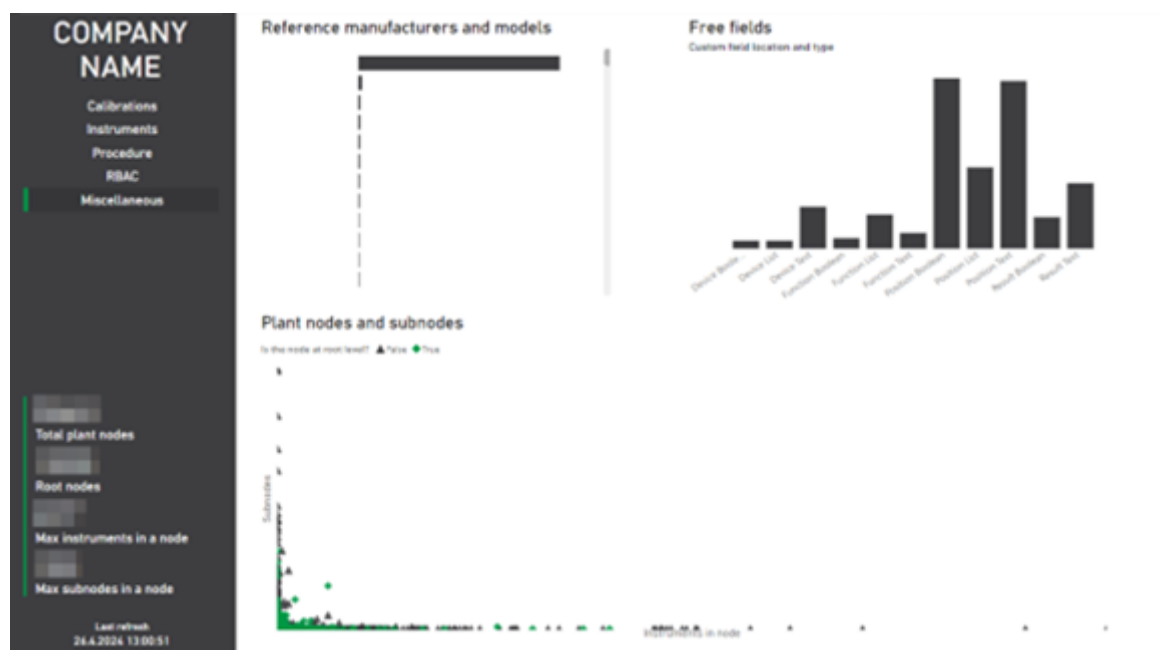 COMPANY
NAME
Calibrations
Instruments
Procedure
RBAC
Miscellaneous
Total plant nodes
Root nodes
Max instruments in a node
Max subnodes in a node
Last refresh
26.4.2024 13:00:51
Reference manufacturers and models
Free fields
Custom field location and type
Device Boole...
Device List
Device Text
Function Boolean
Function List
Function Text
Position Boolean
Position List
Position Text
Result Boolean
Result Text
Plant nodes and subnodes
Is the node at root level? False True
Subnodes
Instruments in node